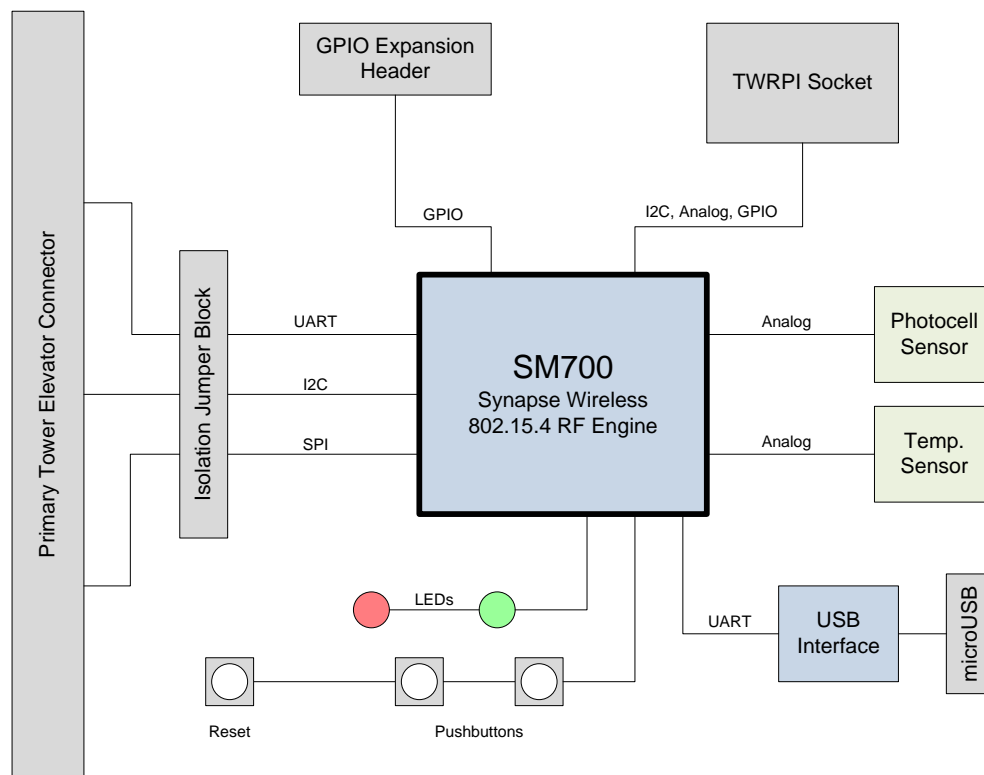 GPIO Expansion
Header
TWRPI Socket
GPIO
I2C, Analog, GPIO
Primary Tower Elevator Connector
Isolation Jumper Block
UART
I2C
SPI
SM700
Synapse Wireless
802.15.4 RF Engine
Analog
Photocell
Sensor
Analog
Temp.
Sensor
LEDs
UART
USB
Interface
microUSB
Reset
Pushbuttons